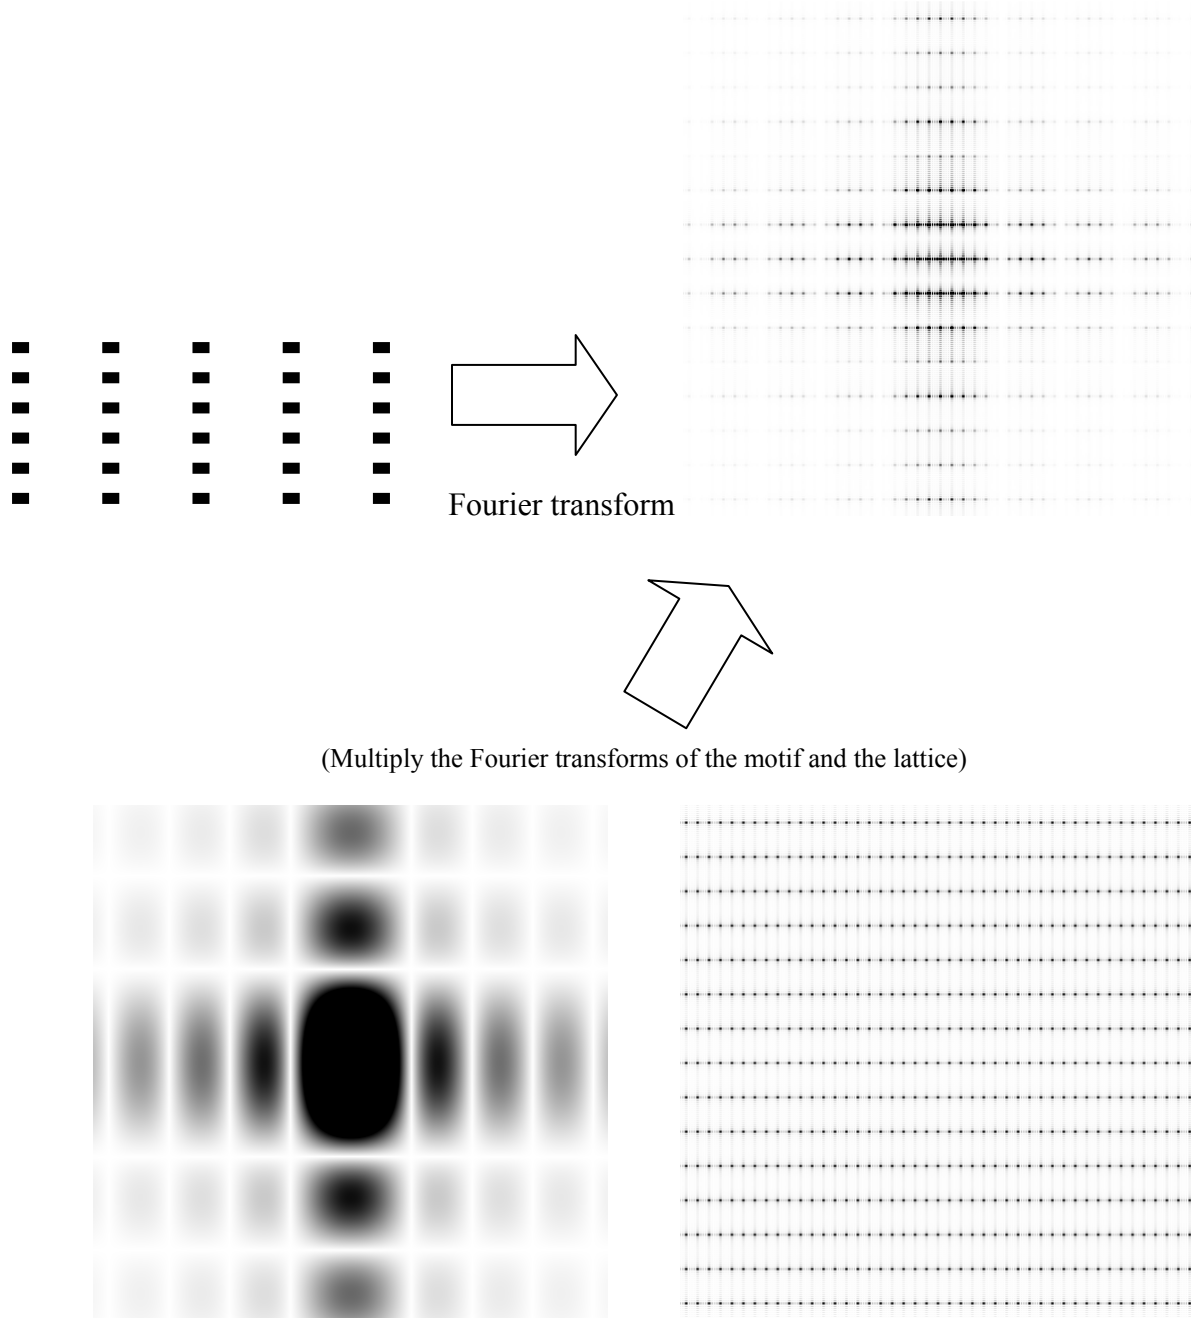 Fourier transform
(Multiply the Fourier transforms of the motif and the lattice)